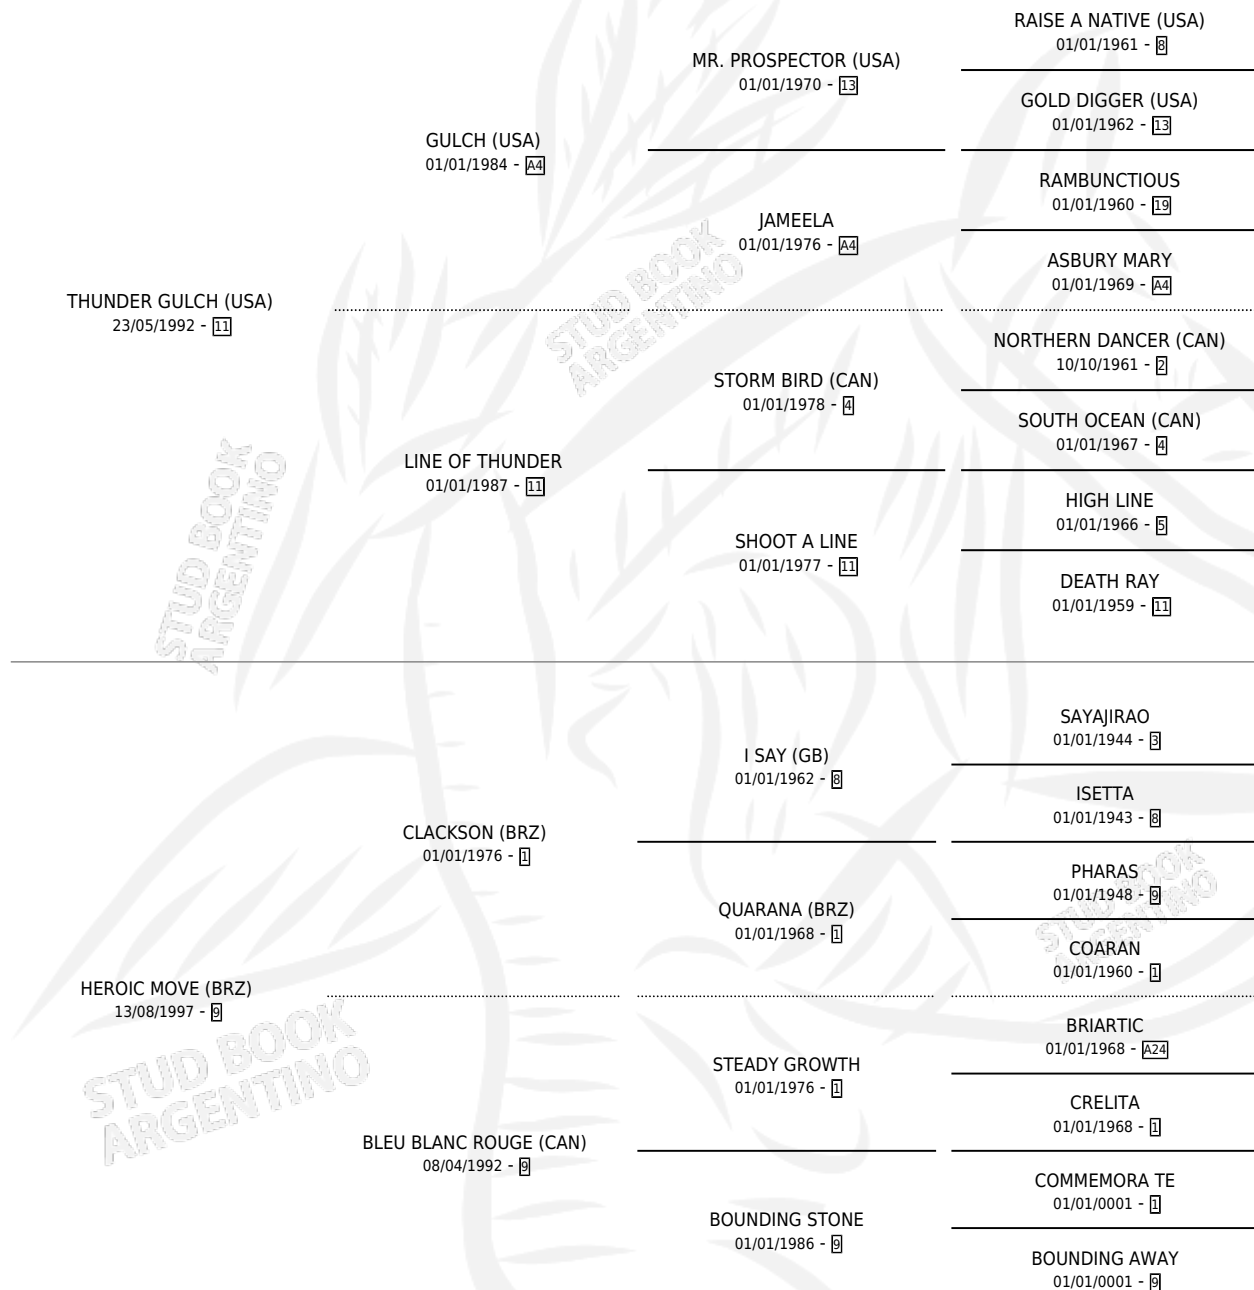 RAISE A NATIVE (USA)
01/01/1961 - 8
MR. PROSPECTOR (USA)
01/01/1970 - 13
GOLD DIGGER (USA)
01/01/1962 - 13
GULCH (USA)
01/01/1984 - A4
RAMBUNCTIOUS
01/01/1960 - 19
JAMEELA
01/01/1976 - A4
ASBURY MARY
01/01/1969 - A4
THUNDER GULCH (USA)
23/05/1992 - 11
NORTHERN DANCER (CAN)
10/10/1961 - 2
STORM BIRD (CAN)
01/01/1978 - 4
SOUTH OCEAN (CAN)
01/01/1967 - 4
LINE OF THUNDER
01/01/1987 - 11
HIGH LINE
01/01/1966 - 5
SHOOT A LINE
01/01/1977 - 11
DEATH RAY
01/01/1959 - 11
SAYAJIRAO
01/01/1944 - 3
I SAY (GB)
01/01/1962 - 8
ISETTA
01/01/1943 - 8
CLACKSON (BRZ)
01/01/1976 - 1
PHARAS
01/01/1948 - 9
QUARANA (BRZ)
01/01/1968 - 1
COARAN
01/01/1960 - 1
HEROIC MOVE (BRZ)
13/08/1997 - 9
BRIARTIC
01/01/1968 - A24
STEADY GROWTH
01/01/1976 - 1
CRELITA
01/01/1968 - 1
BLEU BLANC ROUGE (CAN)
08/04/1992 - 9
COMMEMORA TE
01/01/0001 - 1
BOUNDING STONE
01/01/1986 - 9
BOUNDING AWAY
01/01/0001 - 9
STUD BOOK
ARGENTINO
STUD BOOK
ARGENTINO
STUD BOOK
ARGENTINO
STUD BOOK
ARGENTINO